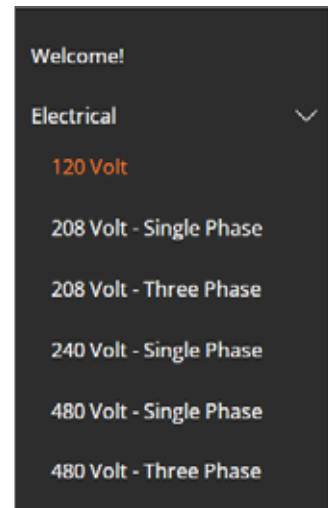 Welcome!
Electrical
120 Volt
208 Volt - Single Phase
208 Volt - Three Phase
240 Volt - Single Phase
480 Volt - Single Phase
480 Volt - Three Phase